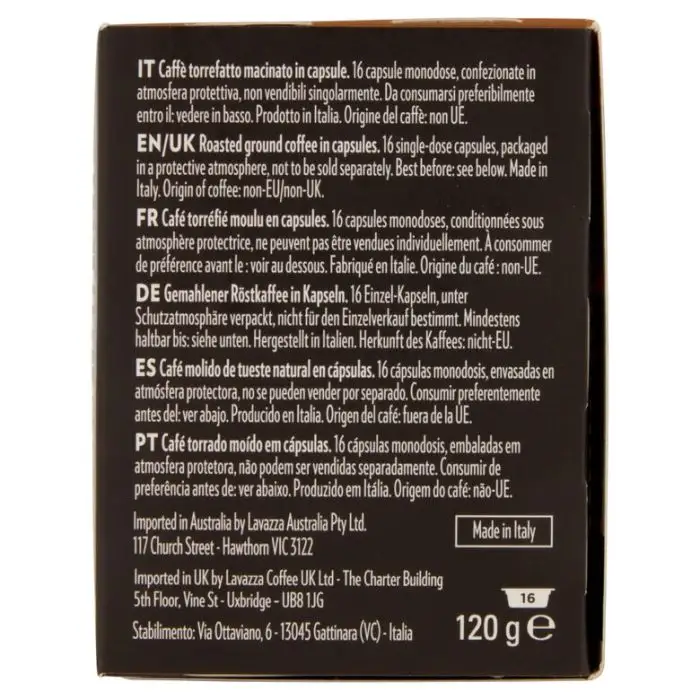 IT Caffè torrefatto macinato in capsule. 16 capsule monodose, confezionate in
atmosfera protettiva, non vendibili singolarmente. Da consumarsi preferibilmente
entro il: vedere in basso. Prodotto in Italia. Origine del caffè: non UE.
EN/UK Roasted ground coffee in capsules. 16 single-dose capsules, packaged
in a protective atmosphere, not to be sold separately. Best before: see below. Made in
Italy. Origin of coffee: non-EU/non-UK.
FR Café torréfié moulu en capsules. 16 capsules monodoses, conditionnées sous
atmosphère protectrice, ne peuvent pas être vendues individuellement. À consommer
de préférence avant le : voir au dessous. Fabriqué en Italie. Origine du café : non-UE.
DE Gemahlener Röstkaffee in Kapseln. 16 Einzel-Kapseln, unter
Schutzatmosphäre verpackt, nicht für den Einzelverkauf bestimmt. Mindestens
haltbar bis: siehe unten. Hergestellt in Italien. Herkunft des Kaffees: nicht-EU.
ES Café molido de tueste natural en cápsulas. 16 cápsulas monodosis, envasadas en
atmósfera protectora, no se pueden vender por separado. Consumir preferentemente
antes del: ver abajo. Producido en Italia. Origen del café: fuera de la UE.
PT Café torrado moído em cápsulas. 16 cápsulas monodosis, embaladas em
atmosfera protetora, não podem ser vendidas separadamente. Consumir de
preferência antes de: ver abaixo. Produzido em Itália. Origem do café: não-UE.
Imported in Australia by Lavazza Australia Pty Ltd.
117 Church Street - Hawthorn VIC 3122
Made in Italy
Imported in UK by Lavazza Coffee UK Ltd - The Charter Building
5th Floor, Vine St - Uxbridge – UB8 1JG
16
Stabilimento: Via Ottaviano, 6 - 13045 Gattinara (VC) - Italia
120 g e